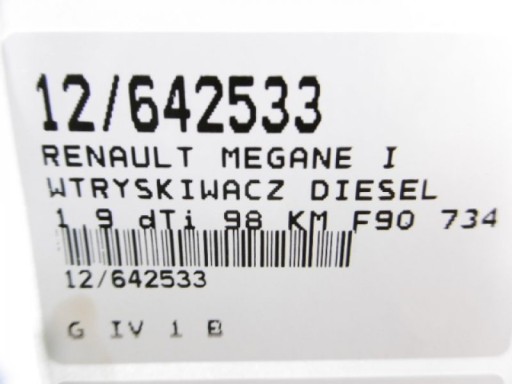 12/642533
RENAULT MEGANE I
WTRYSKIWACZ DIESEL
1 9 dTi 98 KM F90 734
12/642533
G IV 1 B